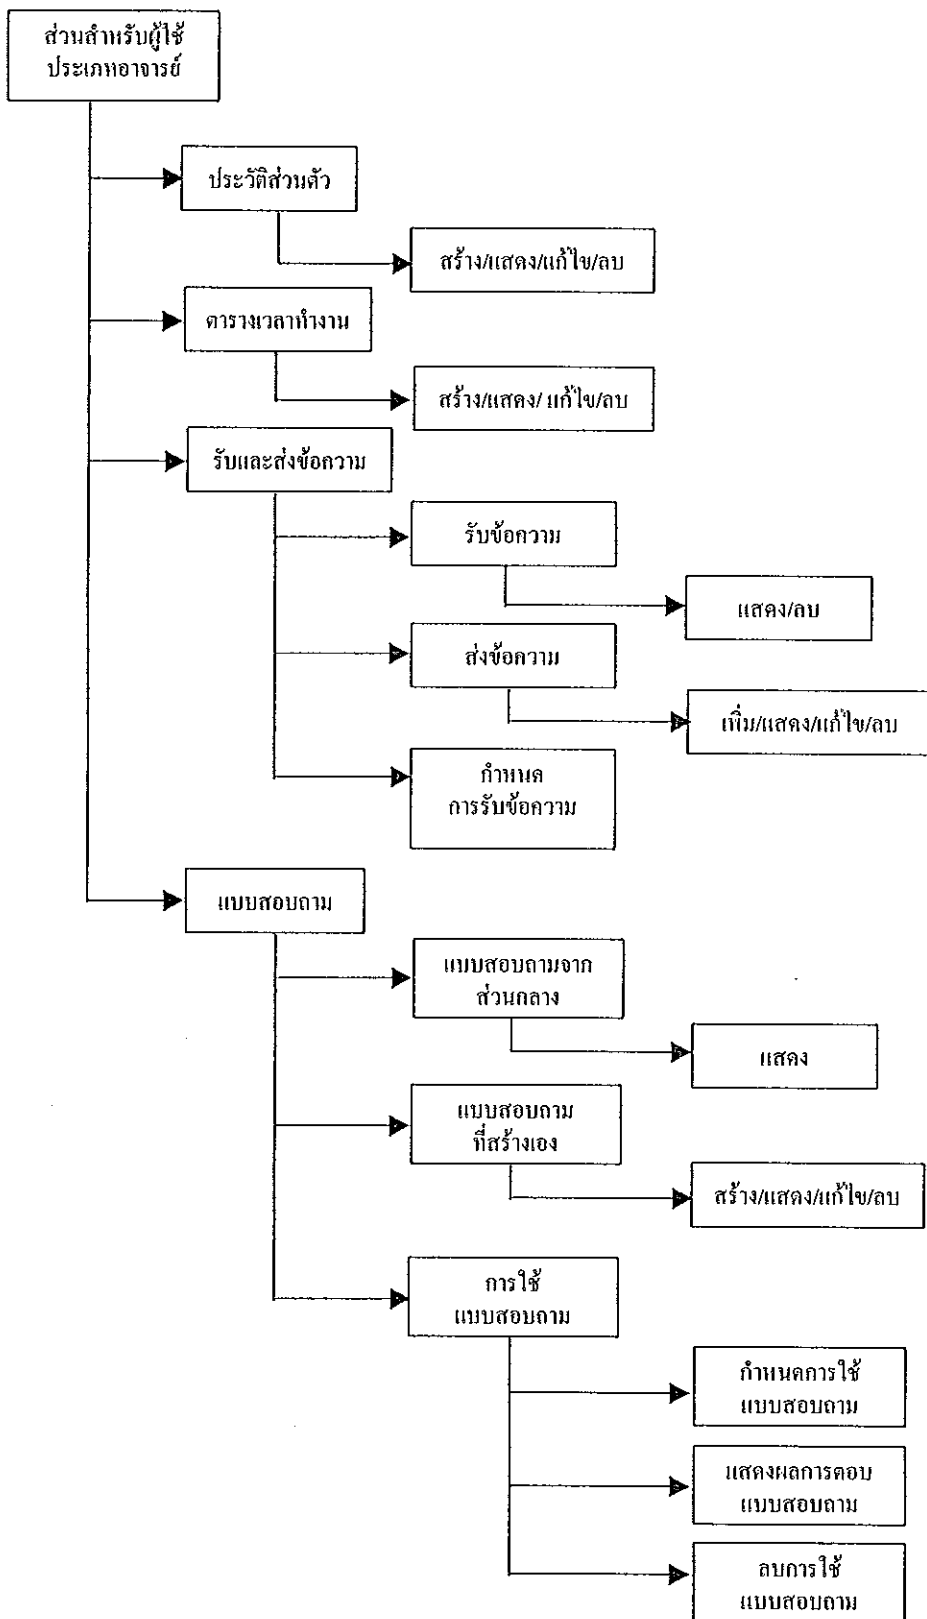 ส่วนสำหรับผู้ใช้
ประเภทอาจารย์
ประวัติส่วนตัว
สร้าง/แสดง/แก้ไข/ลบ
ตารางเวลาทำงาน
สร้าง/แสดง/ แก้ไข/ลบ
รับและส่งข้อความ
รับข้อความ
แสดง/ลบ
ส่งข้อความ
เพิ่ม/แสดง/แก้ไข/ลบ
กำหนด
การรับข้อความ
แบบสอบถาม
แบบสอบถามจาก
ส่วนกลาง
แสดง
แบบสอบถาม
ที่สร้างเอง
สร้าง/แสดง/แก้ไข/ลบ
การใช้
แบบสอบถาม
กำหนดการใช้
แบบสอบถาม
แสดงผลการตอบ
แบบสอบถาม
ลบการใช้
แบบสอบถาม